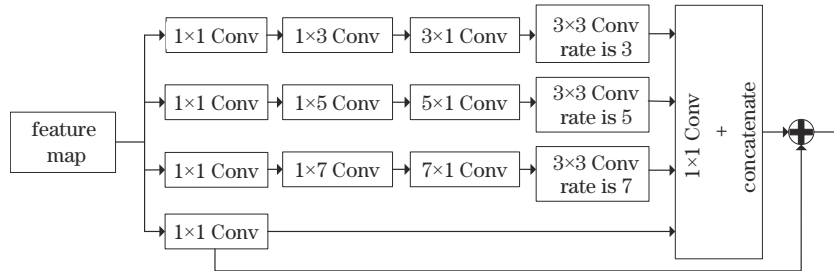 feature
map
1×1 Conv
1×3 Conv
3×1 Conv
3×3 Conv
rate is 3
1×1 Conv
1×5 Conv
5×1 Conv
3×3 Conv
rate is 5
1×1 Conv
1×7 Conv
7×1 Conv
3×3 Conv
rate is 7
1×1 Conv
1×1 Conv
+
concatenate